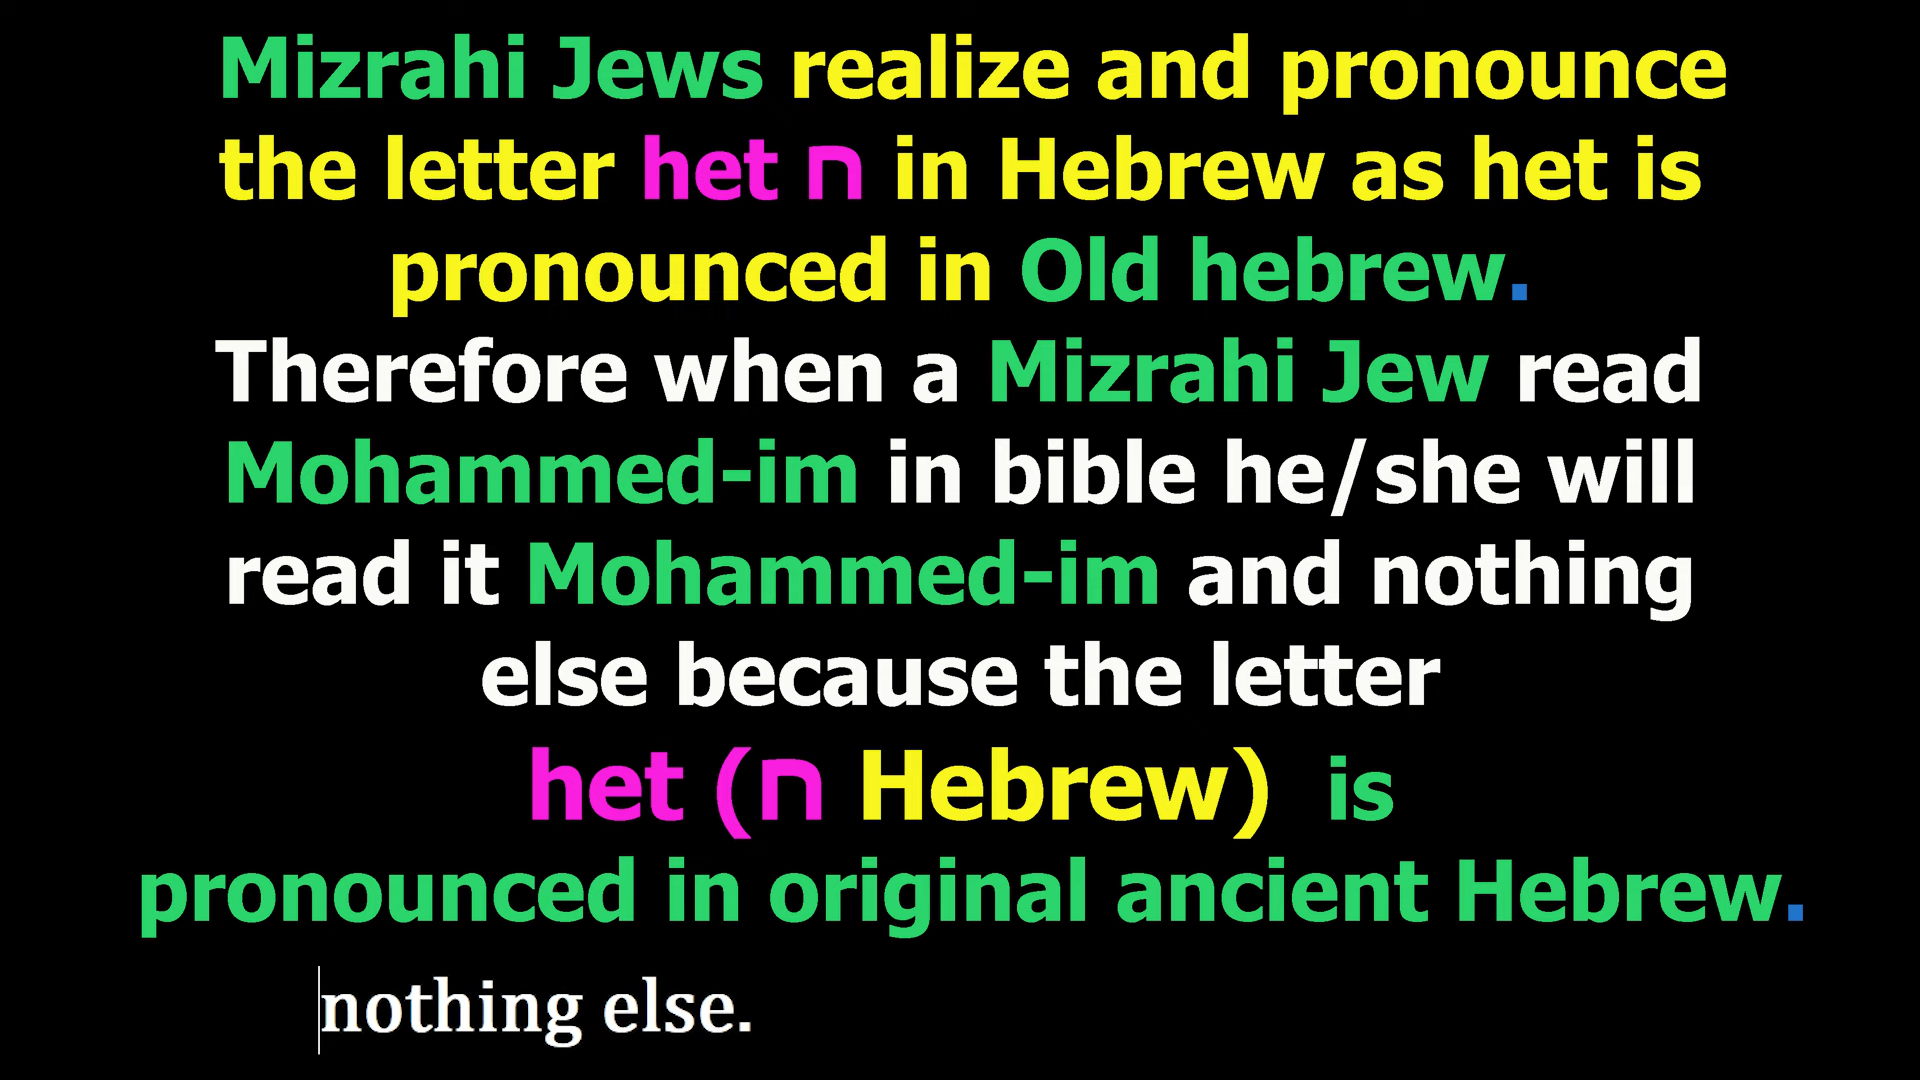 Mizrahi Jews realize and pronounce
the letter het ח in Hebrew as het is
pronounced in Old hebrew.
Therefore when a Mizrahi Jew read
Mohammed-im in bible he/she will
read it Mohammed-im and nothing
else because the letter
het (ח Hebrew) is
pronounced in original ancient Hebrew.
nothing else.